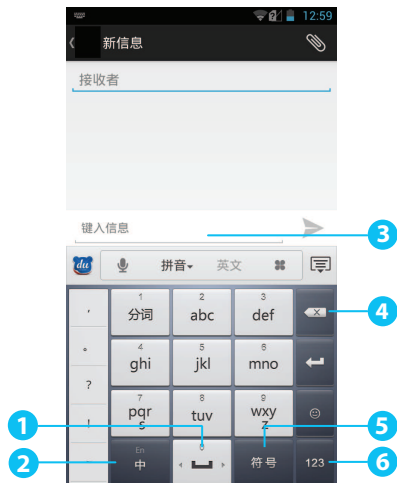 12:59
新信息
接收者
键入信息
3
du 拼音 英文
, 1 分词 2 abc 3 def 4
。 4 ghi 5 jkl 6 mno
?
! 7 pqrs 8 tuv 9 wxyz
1 5
2 En 中 0 符号 123 6